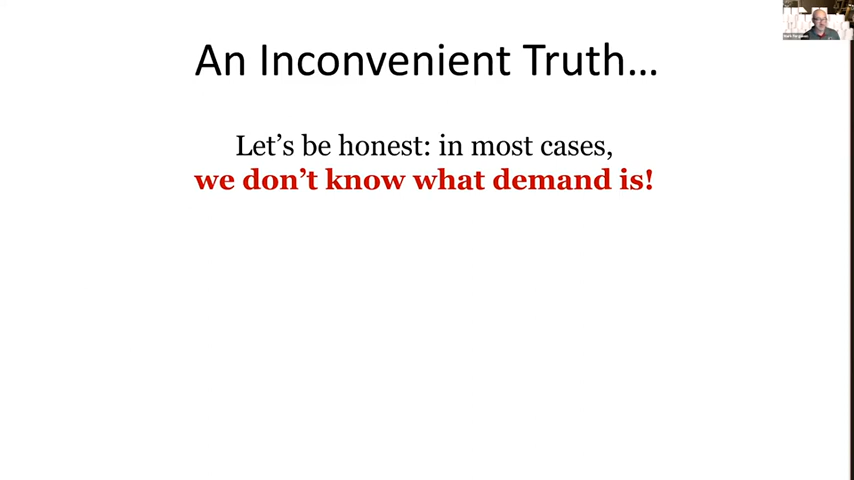 An Inconvenient Truth…
Let's be honest: in most cases,
we don't know what demand is!